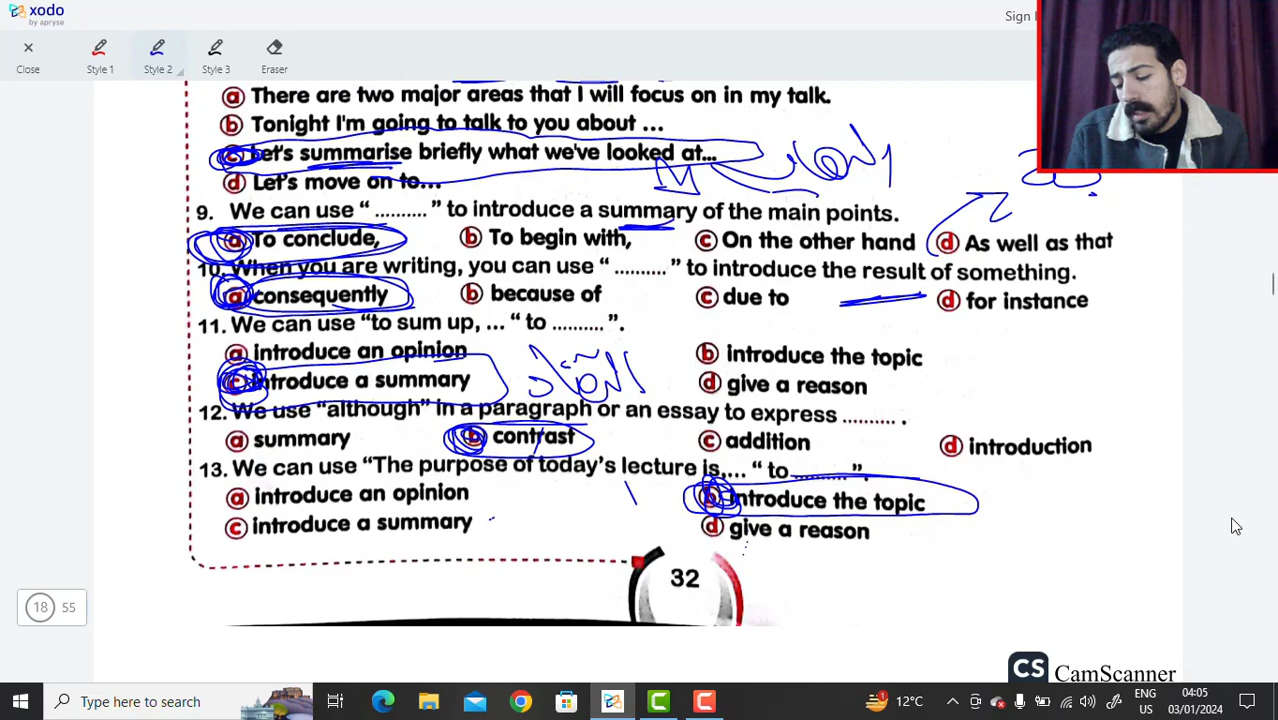 xodo
by apryse
Sign
Close
Style 1
Style 2
Style 3
Eraser
a There are two major areas that I will focus on in my talk.
b Tonight I'm going to talk to you about ...
c Let's summarise briefly what we've looked at...
d Let's move on to...
9. We can use “ .......... ” to introduce a summary of the main points.
a To conclude, b To begin with, c On the other hand d As well as that
10. When you are writing, you can use “ .......... ” to introduce the result of something.
a consequently b because of c due to d for instance
11. We can use “to sum up, ... “ to .......... ”.
a introduce an opinion b introduce the topic
c introduce a summary d give a reason
12. We use “although” in a paragraph or an essay to express .......... .
a summary b contrast c addition d introduction
13. We can use “The purpose of today's lecture is,... “ to .......... ”.
a introduce an opinion b introduce the topic
c introduce a summary d give a reason
32
18 55
CS CamScanner
Type here to search
1 12°C ENG US 04:05 03/01/2024